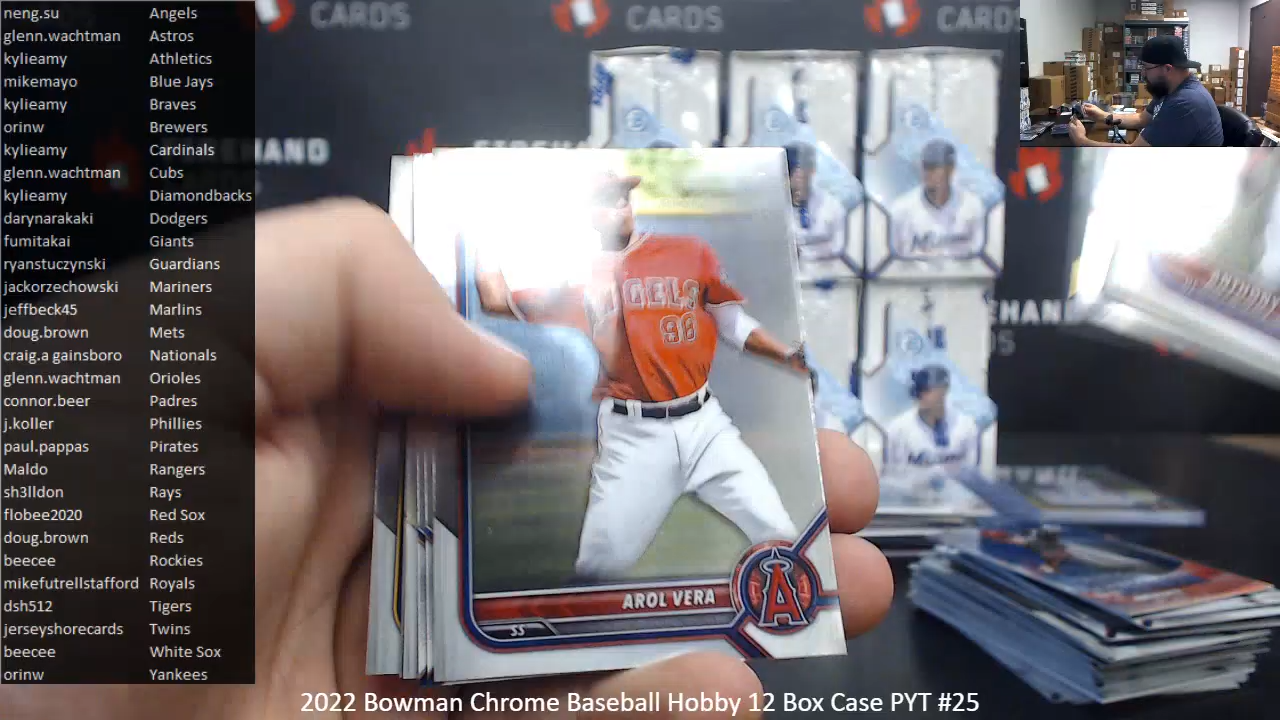 neng.su Angels
glenn.wachtman Astros
kylieamy Athletics
mikemayo Blue Jays
kylieamy Braves
orinw Brewers
kylieamy Cardinals
glenn.wachtman Cubs
kylieamy Diamondbacks
darynarakaki Dodgers
fumitakai Giants
ryanstuczynski Guardians
jackorzechowski Mariners
jeffbeck45 Marlins
doug.brown Mets
craig.a gainsboro Nationals
glenn.wachtman Orioles
connor.beer Padres
j.koller Phillies
paul.pappas Pirates
Maldo Rangers
sh3lldon Rays
flobee2020 Red Sox
doug.brown Reds
beecee Rockies
mikefutrellstafford Royals
dsh512 Tigers
jerseyshorecards Twins
beecee White Sox
orinw Yankees
CARDS
CARDS
CARD
ANTHONY
NGELS
98
AROL VERA
SS
A
2022 Bowman Chrome Baseball Hobby 12 Box Case PYT #25